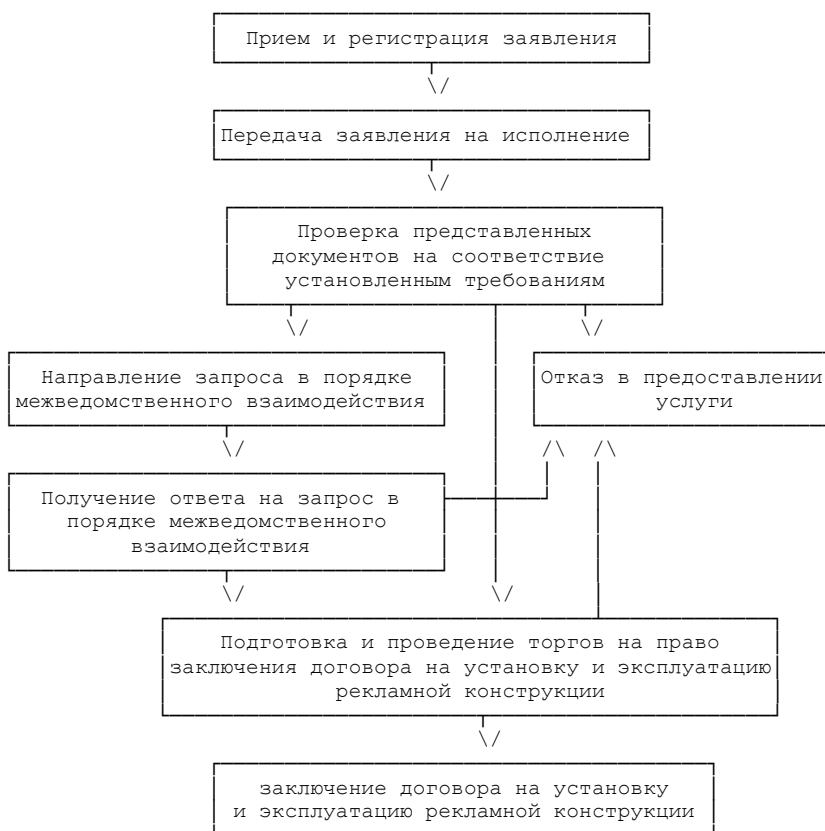 Прием и регистрация заявления
Передача заявления на исполнение
Проверка представленных
документов на соответствие
установленным требованиям
Направление запроса в порядке
межведомственного взаимодействия
Отказ в предоставлении
услуги
Получение ответа на запрос в
порядке межведомственного
взаимодействия
Подготовка и проведение торгов на право
заключения договора на установку и эксплуатацию
рекламной конструкции
заключение договора на установку
и эксплуатацию рекламной конструкции